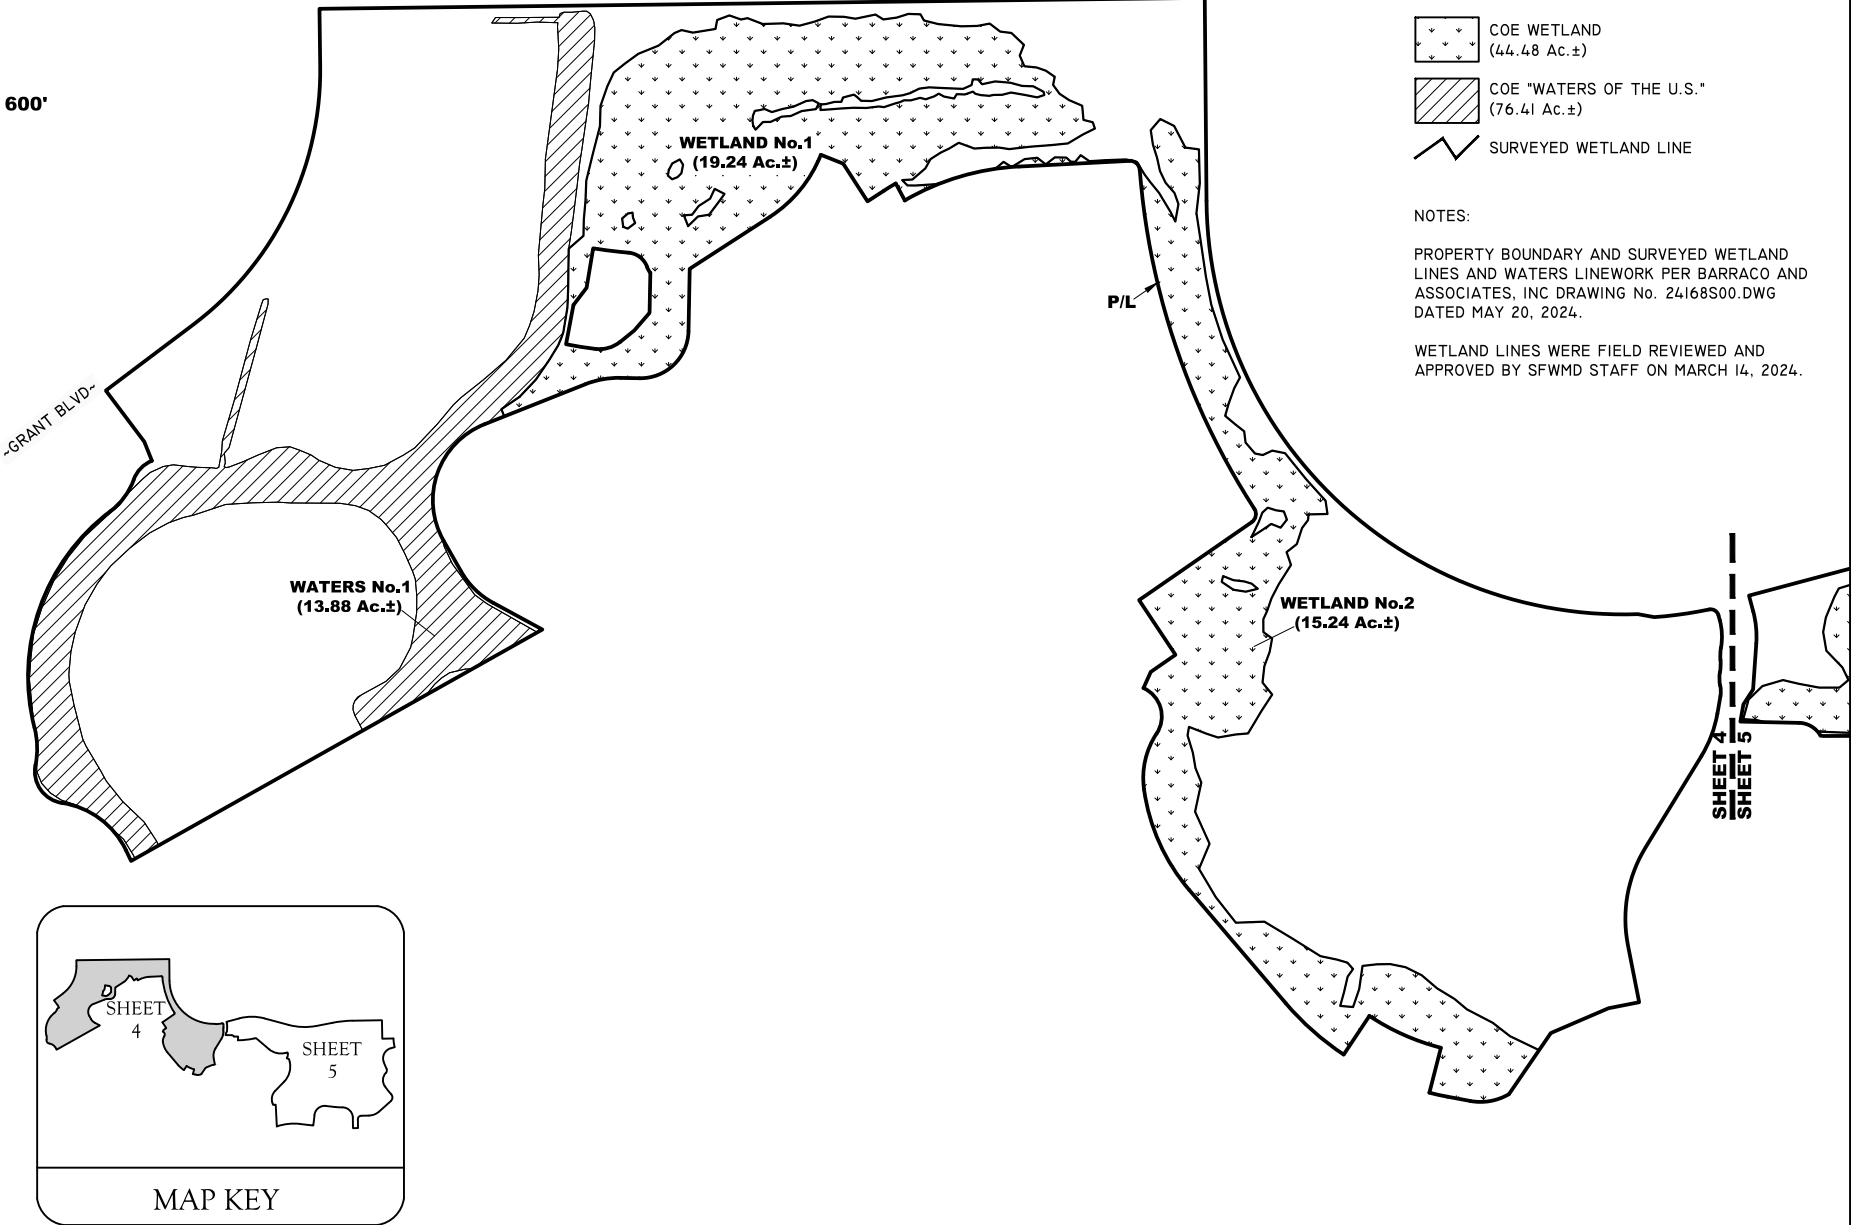 600'
COE WETLAND
(44.48 Ac.±)
COE "WATERS OF THE U.S."
(76.41 Ac.±)
SURVEYED WETLAND LINE
NOTES:
PROPERTY BOUNDARY AND SURVEYED WETLAND
LINES AND WATERS LINEWORK PER BARRACO AND
ASSOCIATES, INC DRAWING No. 24168S00.DWG
DATED MAY 20, 2024.
WETLAND LINES WERE FIELD REVIEWED AND
APPROVED BY SFWMD STAFF ON MARCH 14, 2024.
WETLAND No.1
(19.24 Ac.±)
P/L
~GRANT BLVD~
WATERS No.1
(13.88 Ac.±)
WETLAND No.2
(15.24 Ac.±)
SHEET 4
SHEET 5
SHEET
4
SHEET
5
MAP KEY